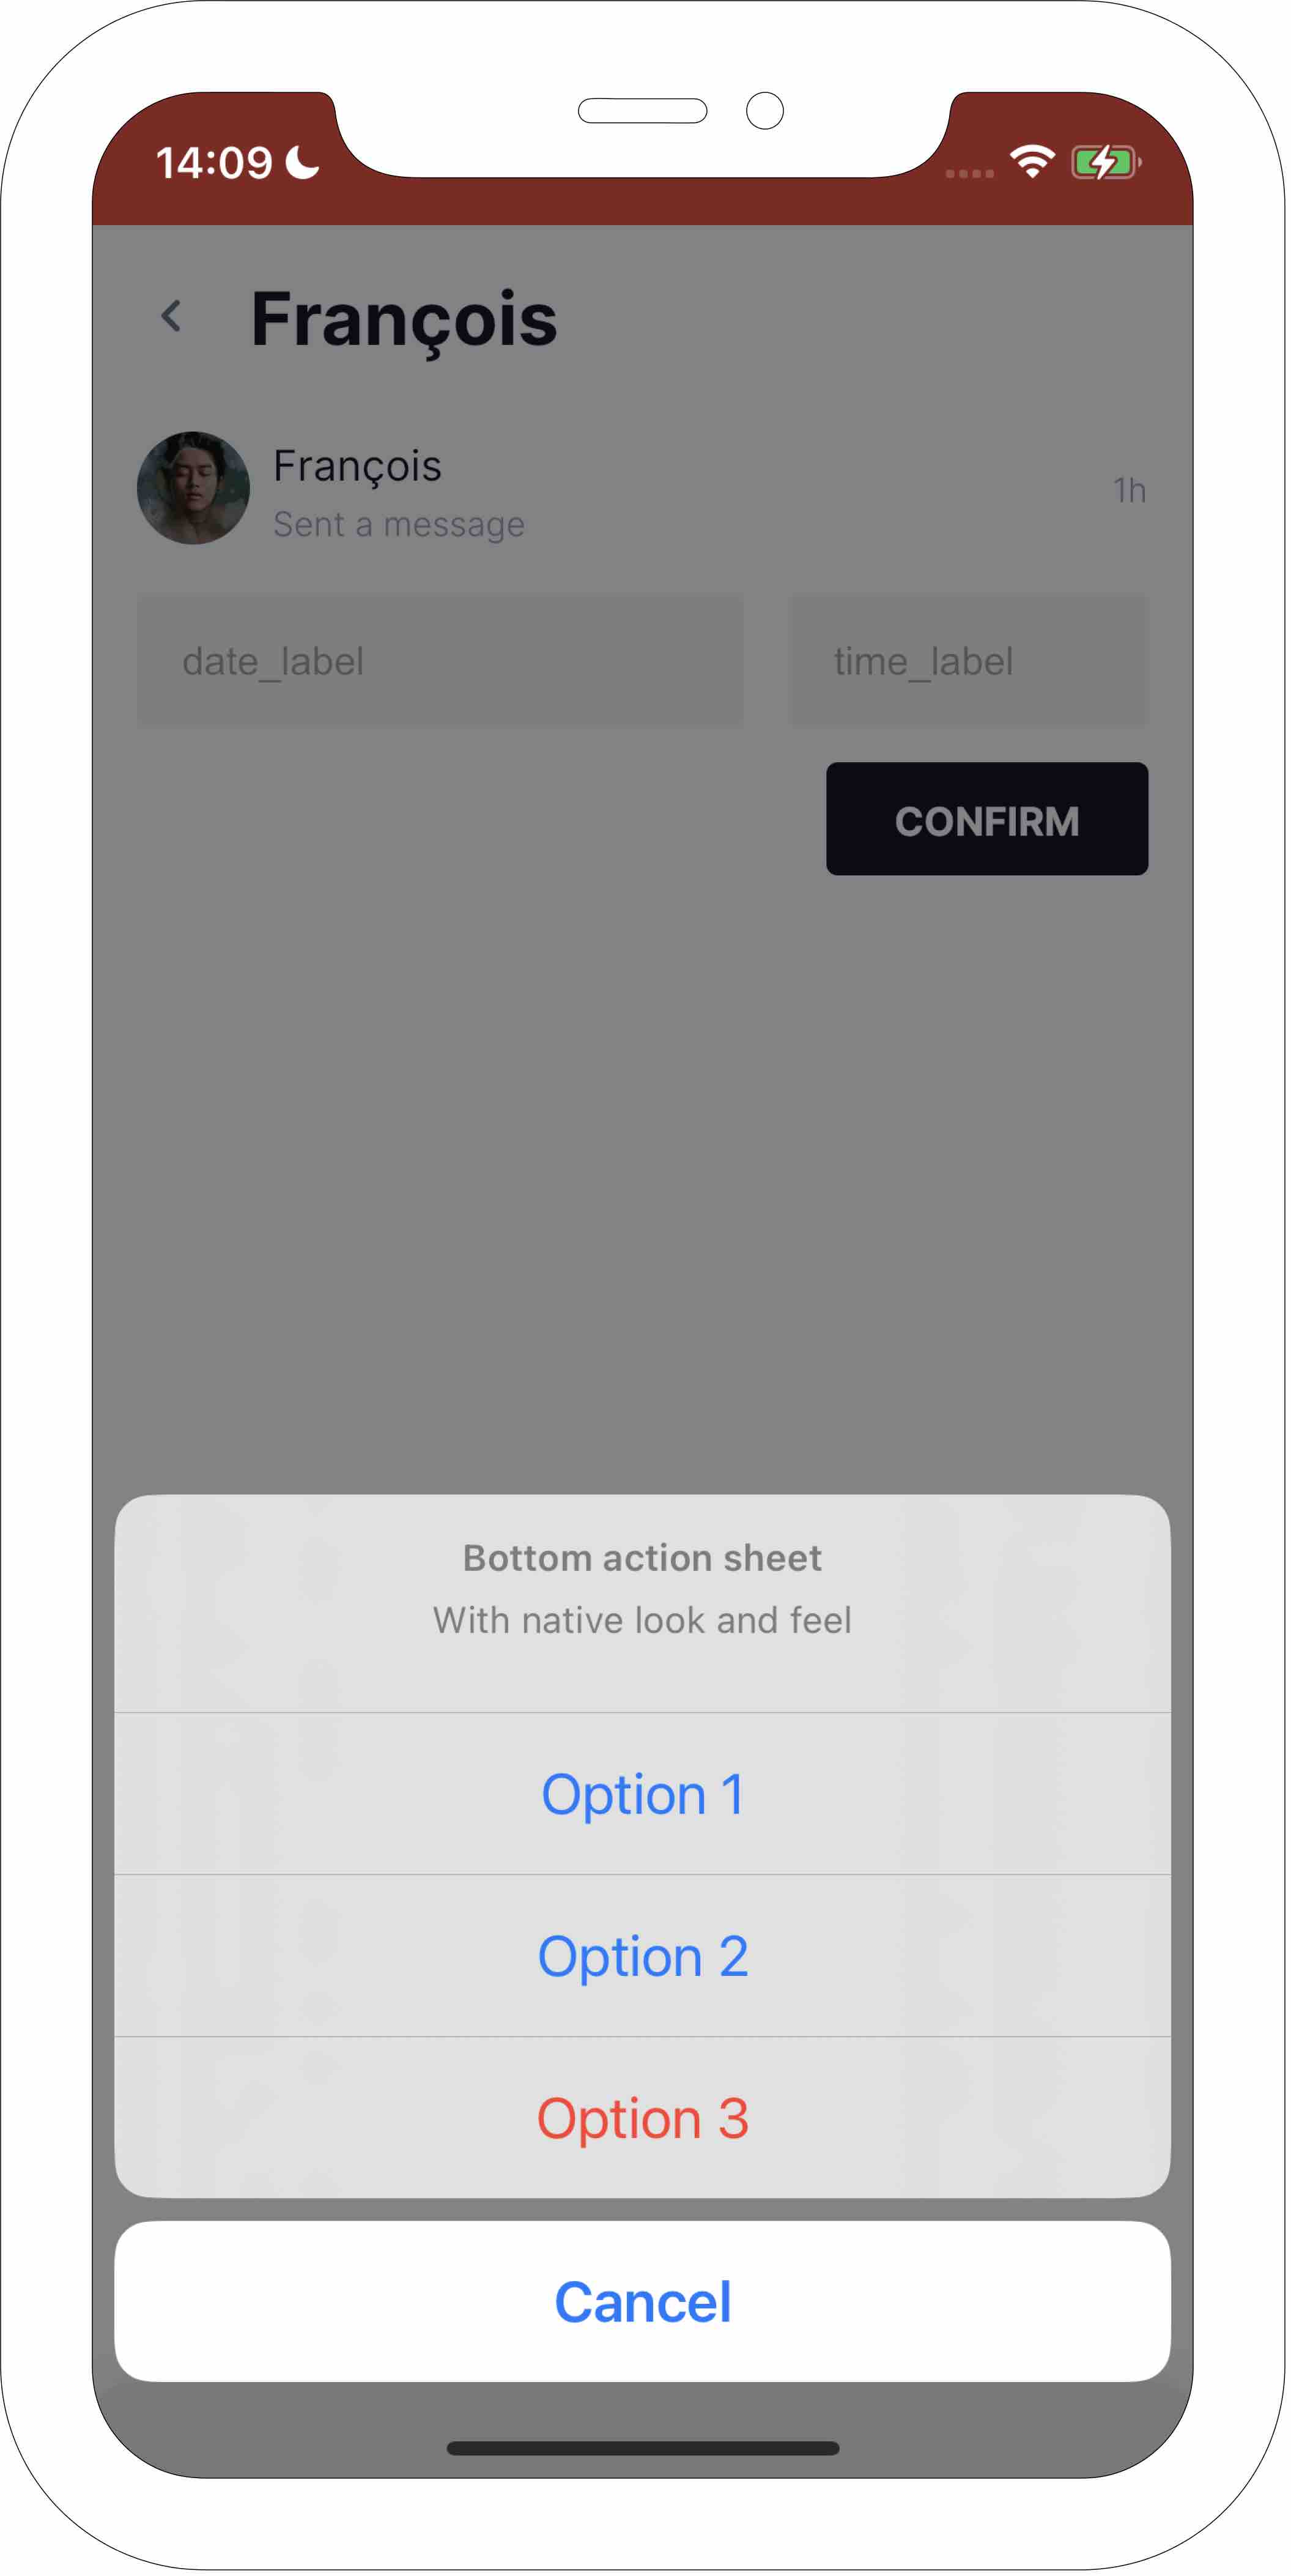 14:09
François
François
Sent a message
1h
date_label
time_label
CONFIRM
Bottom action sheet
With native look and feel
Option 1
Option 2
Option 3
Cancel